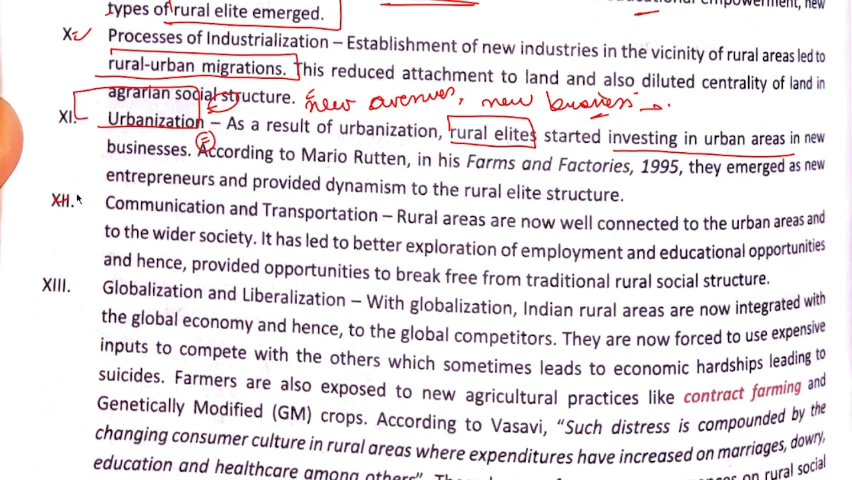 types of rural elite emerged.
X. Processes of Industrialization – Establishment of new industries in the vicinity of rural areas led to
rural-urban migrations. This reduced attachment to land and also diluted centrality of land in
agrarian social structure. new avenues, new business
XI. Urbanization – As a result of urbanization, rural elites started investing in urban areas in new
businesses. According to Mario Rutten, in his Farms and Factories, 1995, they emerged as new
entrepreneurs and provided dynamism to the rural elite structure.
XII. Communication and Transportation – Rural areas are now well connected to the urban areas and
to the wider society. It has led to better exploration of employment and educational opportunities
and hence, provided opportunities to break free from traditional rural social structure.
XIII. Globalization and Liberalization – With globalization, Indian rural areas are now integrated with
the global economy and hence, to the global competitors. They are now forced to use expensive
inputs to compete with the others which sometimes leads to economic hardships leading to
suicides. Farmers are also exposed to new agricultural practices like contract farming and
Genetically Modified (GM) crops. According to Vasavi, "Such distress is compounded by the
changing consumer culture in rural areas where expenditures have increased on marriages, dowry,
education and healthcare among others". on rural social